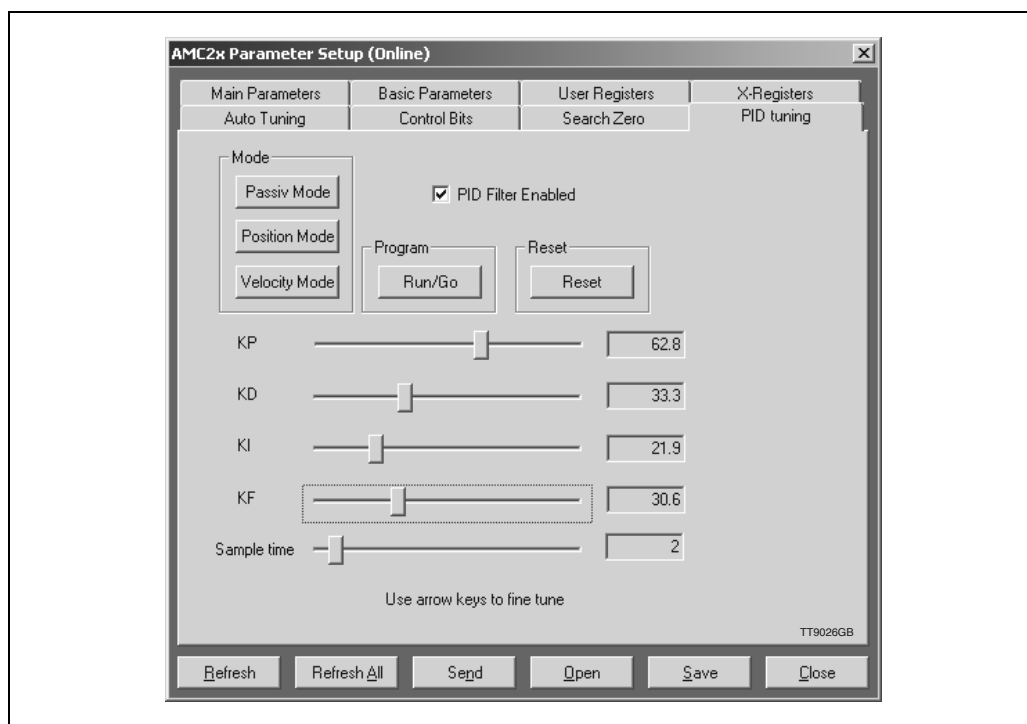 AMC2x Parameter Setup (Online)
Main Parameters Basic Parameters User Registers X-Registers
Auto Tuning Control Bits Search Zero PID tuning
Mode
Passiv Mode
PID Filter Enabled
Position Mode
Program Reset
Velocity Mode Run/Go Reset
KP 62.8
KD 33.3
KI 21.9
KF 30.6
Sample time 2
Use arrow keys to fine tune
TT9026GB
Refresh Refresh All Send Open Save Close